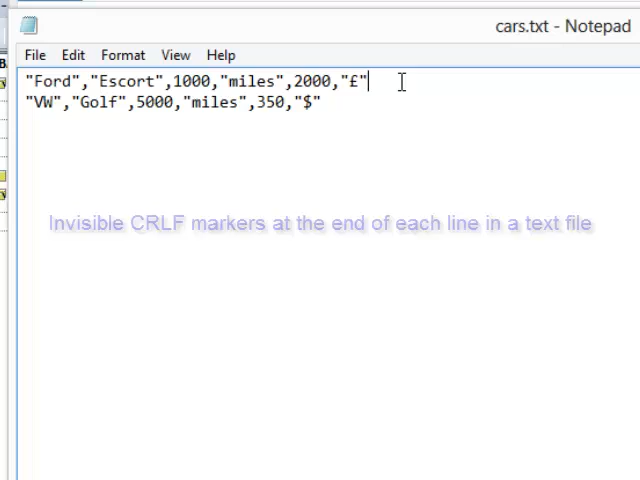 cars.txt - Notepad
File Edit Format View Help
"Ford","Escort",1000,"miles",2000,"£"
"VW","Golf",5000,"miles",350,"$"
Invisible CRLF markers at the end of each line in a text file